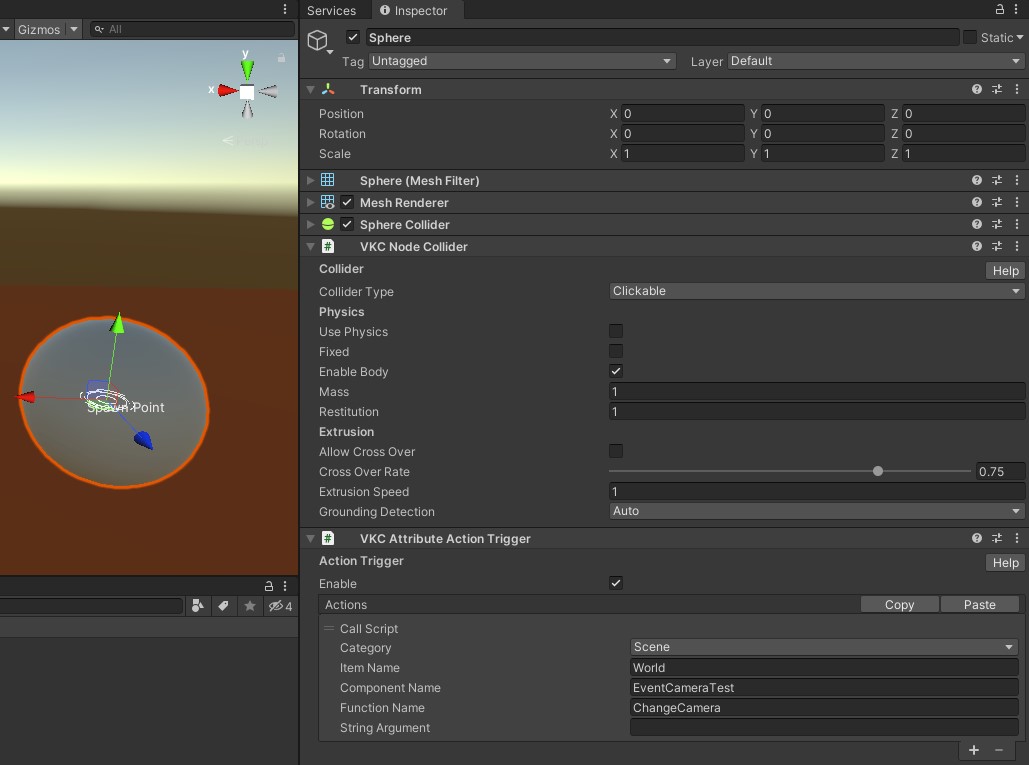 Services
Inspector
Gizmos
All
Sphere
Static
Tag
Untagged
Layer
Default
y
x
Transform
Position
X 0 Y 0 Z 0
Rotation
X 0 Y 0 Z 0
Scale
X 1 Y 1 Z 1
Sphere (Mesh Filter)
Mesh Renderer
Sphere Collider
# VKC Node Collider
Collider
Help
Collider Type
Clickable
Physics
Use Physics
Fixed
Enable Body
Mass
1
Restitution
1
Extrusion
Allow Cross Over
Cross Over Rate
0.75
Extrusion Speed
1
Grounding Detection
Auto
Spawn Point
# VKC Attribute Action Trigger
Action Trigger
Help
Enable
4
Actions
Copy
Paste
Call Script
Category
Scene
Item Name
World
Component Name
EventCameraTest
Function Name
ChangeCamera
String Argument
+ −